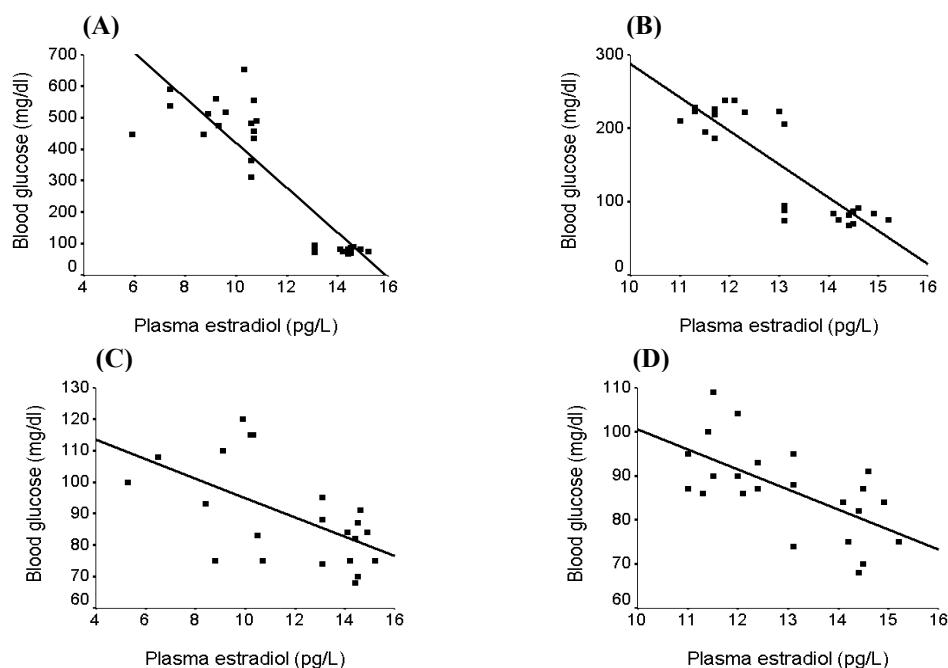 (A)
Blood glucose (mg/dl)
700
600
500
400
300
200
100
0
4 6 8 10 12 14 16
Plasma estradiol (pg/L)
(B)
Blood glucose (mg/dl)
300
200
100
0
10 11 12 13 14 15 16
Plasma estradiol (pg/L)
(C)
Blood glucose (mg/dl)
130
120
110
100
90
80
70
60
4 6 8 10 12 14 16
Plasma estradiol (pg/L)
(D)
Blood glucose (mg/dl)
110
100
90
80
70
60
10 11 12 13 14 15 16
Plasma estradiol (pg/L)